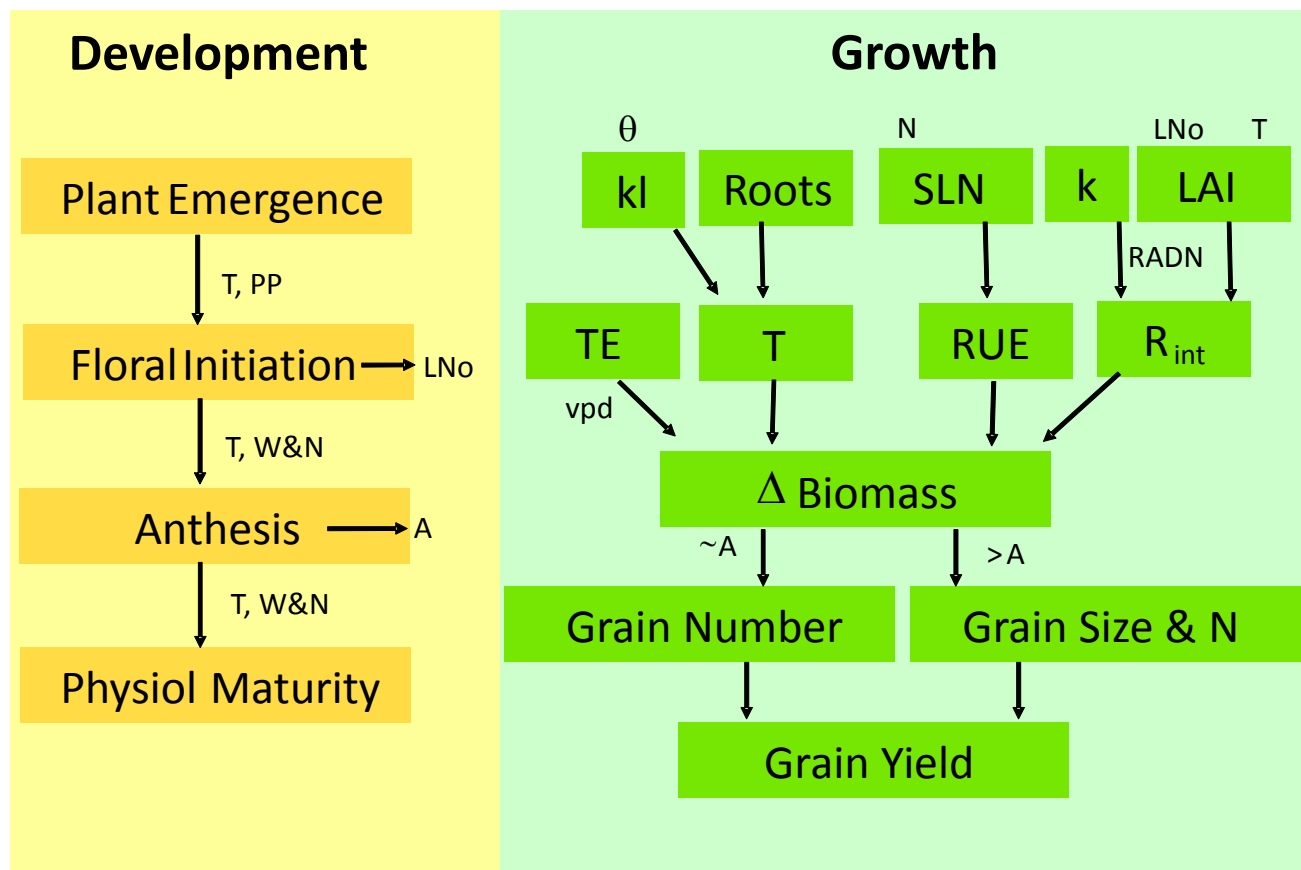 Development
Plant Emergence
T, PP
Floral Initiation
LNo
T, W&N
Anthesis
A
T, W&N
Physiol Maturity
Growth
θ
N
LNo
T
kl
Roots
SLN
k
LAI
RADN
TE
T
RUE
R int
vpd
Δ Biomass
~A
>A
Grain Number
Grain Size & N
Grain Yield